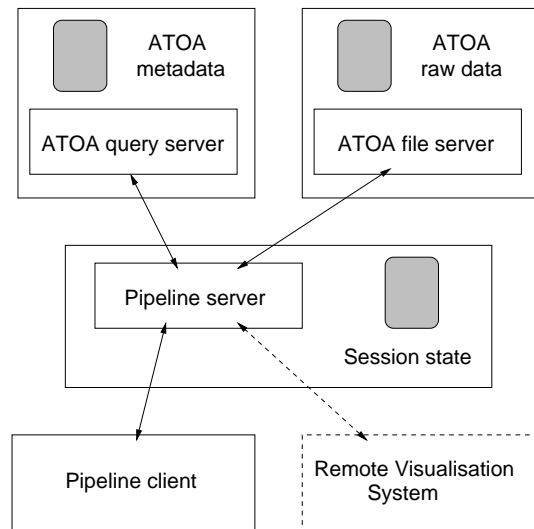 ATOA
metadata
ATOA query server
ATOA
raw data
ATOA file server
Pipeline server
Session state
Pipeline client
Remote Visualisation
System